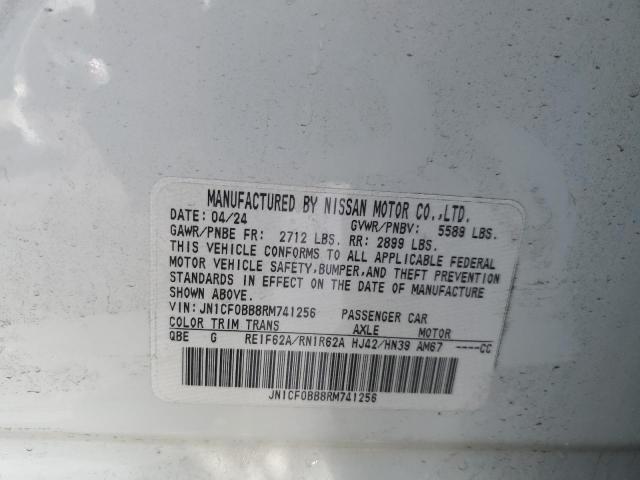 MANUFACTURED BY NISSAN MOTOR CO.,LTD.
DATE: 04/24 GVWR/PNBV: 5589 LBS.
GAWR/PNBE FR: 2712 LBS. RR: 2899 LBS.
THIS VEHICLE CONFORMS TO ALL APPLICABLE FEDERAL
MOTOR VEHICLE SAFETY,BUMPER,AND THEFT PREVENTION
STANDARDS IN EFFECT ON THE DATE OF MANUFACTURE
SHOWN ABOVE.
VIN: JN1CF0BB8RM741256 PASSENGER CAR
COLOR TRIM TRANS AXLE MOTOR
QBE G RE1F62A/RN1R62A HJ42/HN39 AM67 ----CC
JN1CF0BB8RM741256